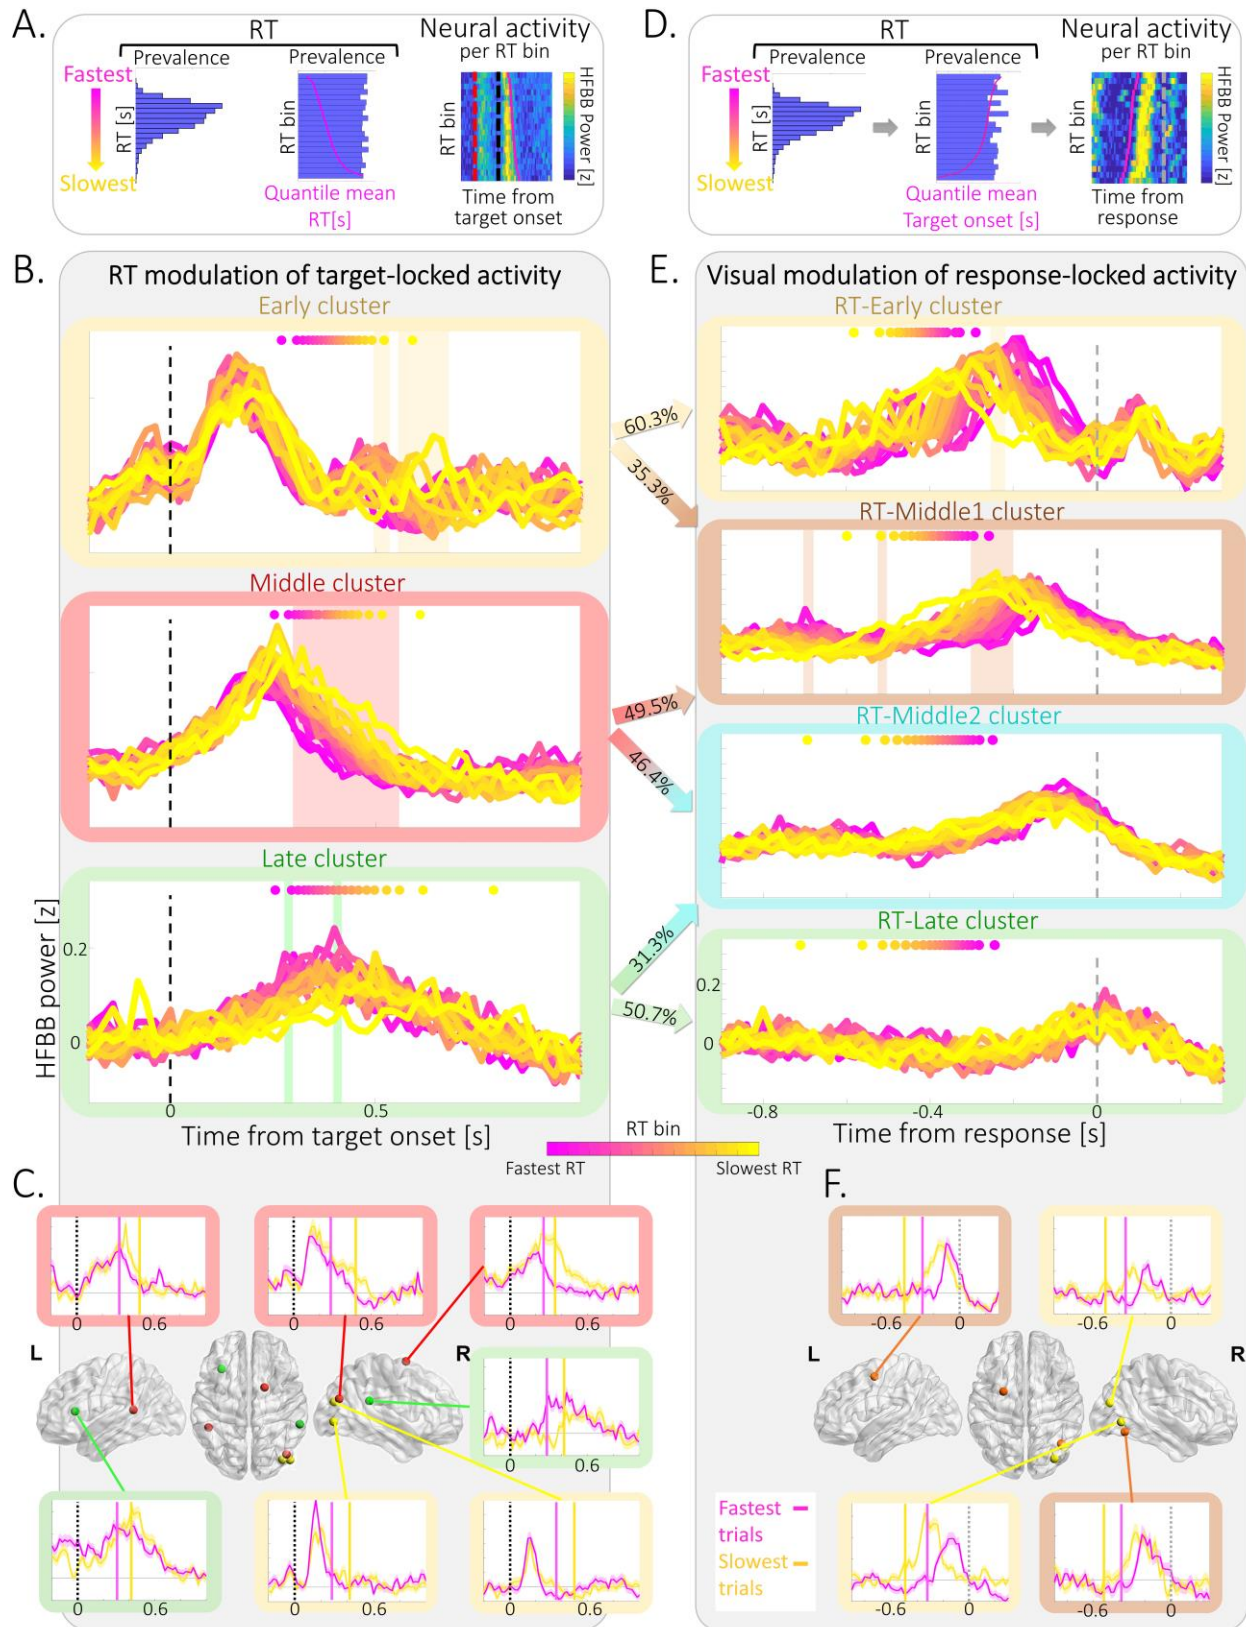 A.
RT
Prevalence
Prevalence
Neural activity
per RT bin
Fastest
Slowest
RT [s]
RT bin
RT bin
HFBB Power [z]
Quantile mean
RT[s]
Time from
target onset
D.
RT
Prevalence
Prevalence
Neural activity
per RT bin
Fastest
Slowest
RT [s]
RT bin
RT bin
HFBB Power [z]
Quantile mean
Target onset [s]
Time from
response
B.
RT modulation of target-locked activity
Early cluster
Middle cluster
Late cluster
HFBB power [z]
0.2
0
0
0.5
Time from target onset [s]
60.3%
35.3%
49.5%
46.4%
31.3%
50.7%
E.
Visual modulation of response-locked activity
RT-Early cluster
RT-Middle1 cluster
RT-Middle2 cluster
RT-Late cluster
0.2
0
-0.8
-0.4
0
Time from response [s]
RT bin
Fastest RT
Slowest RT
C.
0
0.6
0
0.6
0
0.6
L
R
0
0.6
0
0.6
0
0.6
0
0.6
F.
-0.6
0
-0.6
0
L
R
Fastest
trials
Slowest
trials
-0.6
0
-0.6
0